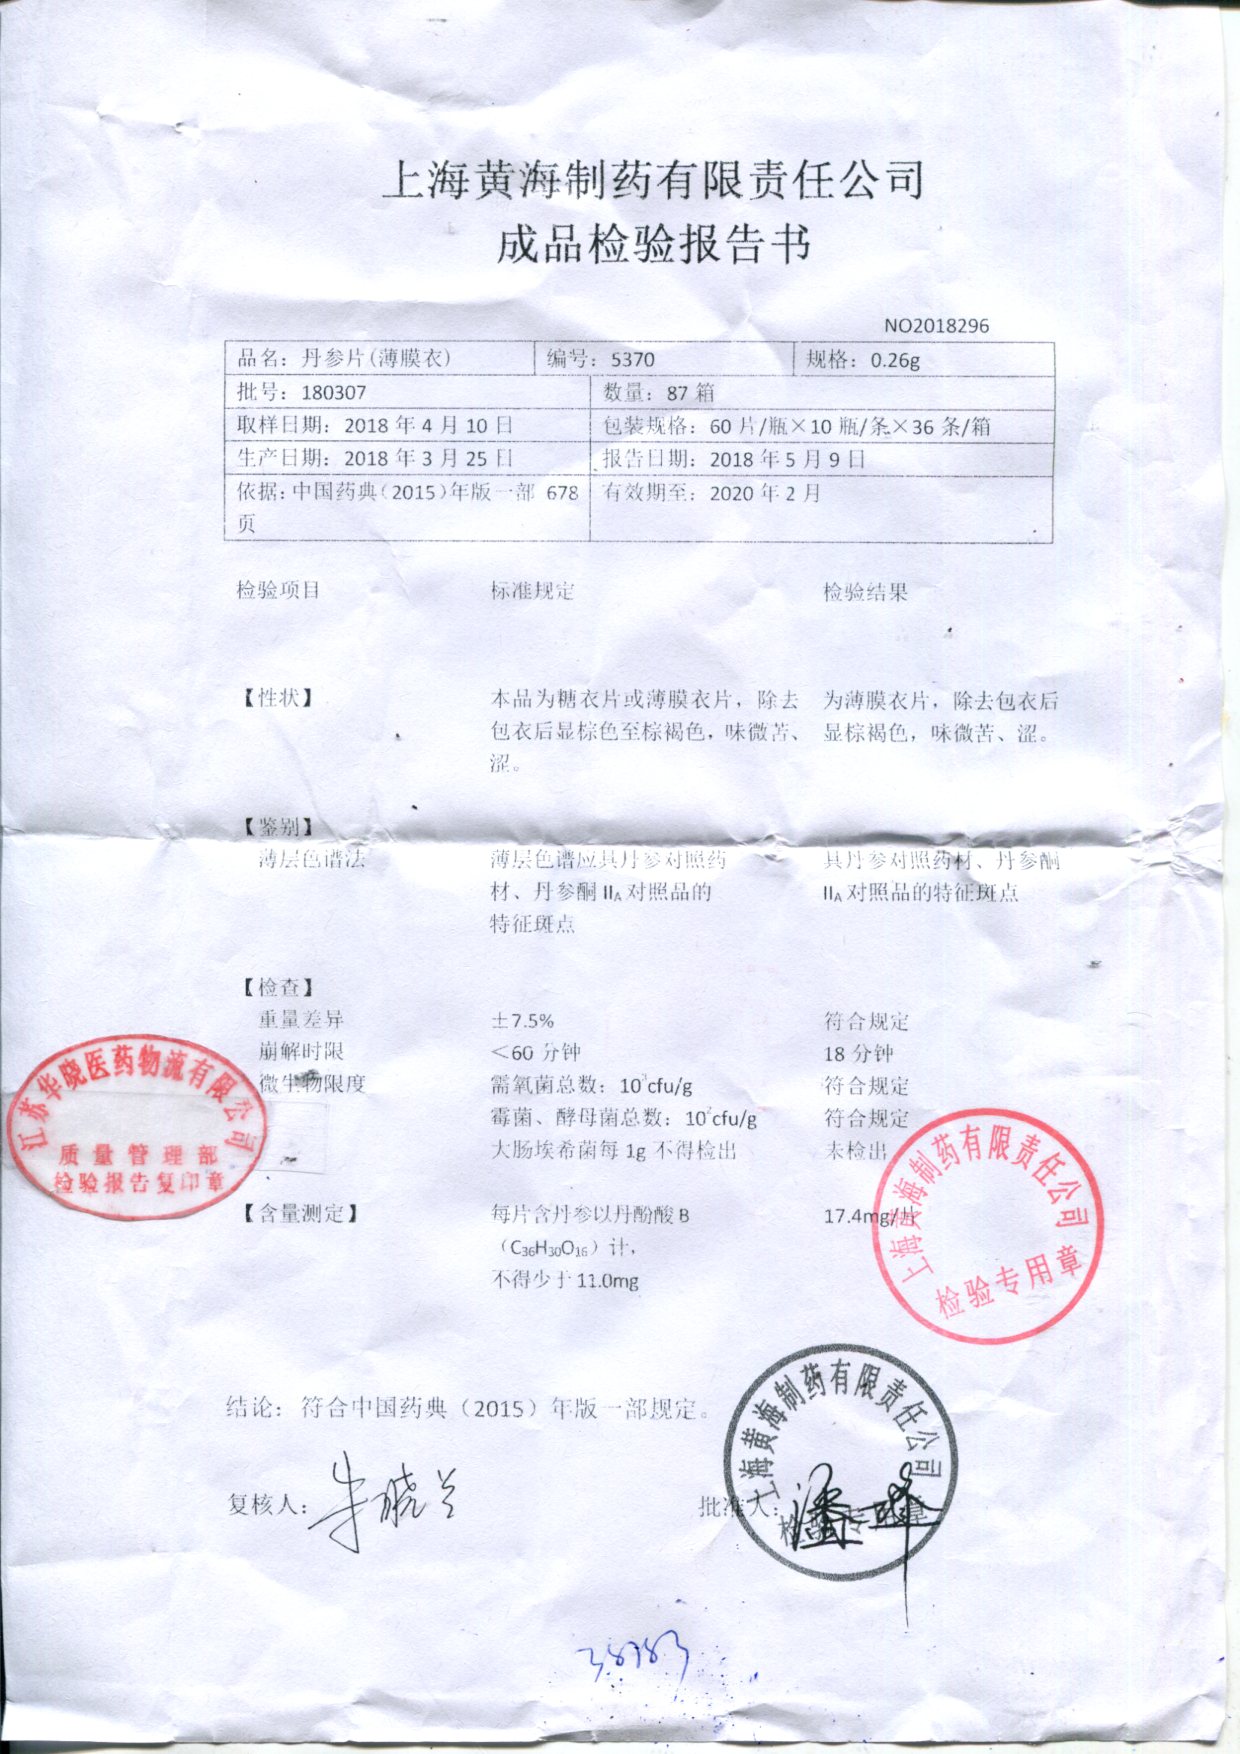 上海黄海制药有限责任公司
成品检验报告书
NO2018296
品名：丹参片(薄膜衣) 编号：5370 规格：0.26g
批号：180307 数量：87 箱
取样日期：2018 年 4 月 10 日 包装规格：60 片/瓶×10 瓶/条×36 条/箱
生产日期：2018 年 3 月 25 日 报告日期：2018 年 5 月 9 日
依据：中国药典（2015）年版一部 678 有效期至：2020 年 2 月
页
检验项目 标准规定 检验结果
【性状】 本品为糖衣片或薄膜衣片，除去 为薄膜衣片，除去包衣后
包衣后显棕色至棕褐色，味微苦、 显棕褐色，味微苦、涩。
涩。
【鉴别】
薄层色谱法 薄层色谱应具丹参对照药 具丹参对照药材、丹参酮
材、丹参酮 IIA 对照品的 IIA 对照品的特征斑点
特征斑点
【检查】
重量差异 ±7.5% 符合规定
崩解时限 ＜60 分钟 18 分钟
微生物限度 需氧菌总数：10³cfu/g 符合规定
霉菌、酵母菌总数：10²cfu/g 符合规定
大肠埃希菌每 1g 不得检出 未检出
【含量测定】 每片含丹参以丹酚酸 B 17.4mg/片
（C36H30O16）计，
不得少于 11.0mg
江苏华晓医药物流有限公司
质量管理部
检验报告复印章
上海黄海制药有限责任公司
检验专用章
结论：符合中国药典（2015）年版一部规定。
上海黄海制药有限责任公司
检验专用章
复核人： 批准人：
38783